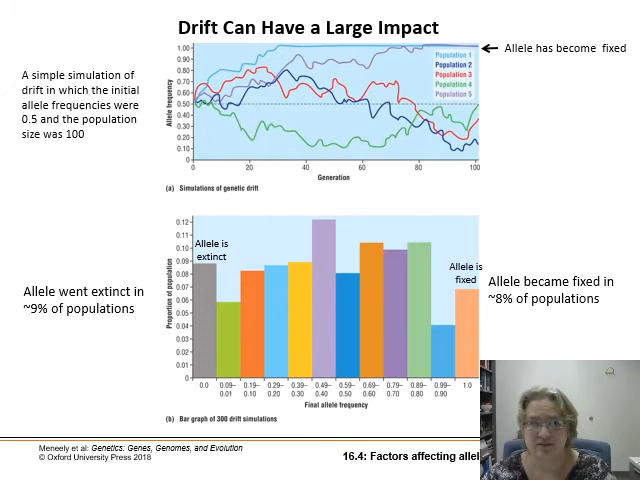 Drift Can Have a Large Impact
A simple simulation of
drift in which the initial
allele frequencies were
0.5 and the population
size was 100
Allele frequency
1.00
0.90
0.80
0.70
0.60
0.50
0.40
0.30
0.20
0.10
0
Population 1
Population 2
Population 3
Population 4
Population 5
Allele has become fixed
0 20 40 60 80 100
Generation
(a) Simulations of genetic drift
Allele went extinct in
~9% of populations
Proportion of population
0.12
0.11
0.10
0.09
0.08
0.07
0.06
0.05
0.04
0.03
0.02
0.01
0
Allele is
extinct
Allele is
fixed
0.0 0.09– 0.19– 0.29– 0.39– 0.49– 0.59– 0.69– 0.79– 0.89– 0.99– 1.0
0.01 0.10 0.20 0.30 0.40 0.50 0.60 0.70 0.80 0.90
Final allele frequency
(b) Bar graph of 300 drift simulations
Allele became fixed in
~8% of populations
Meneely et al: Genetics: Genes, Genomes, and Evolution
© Oxford University Press 2018
16.4: Factors affecting allel